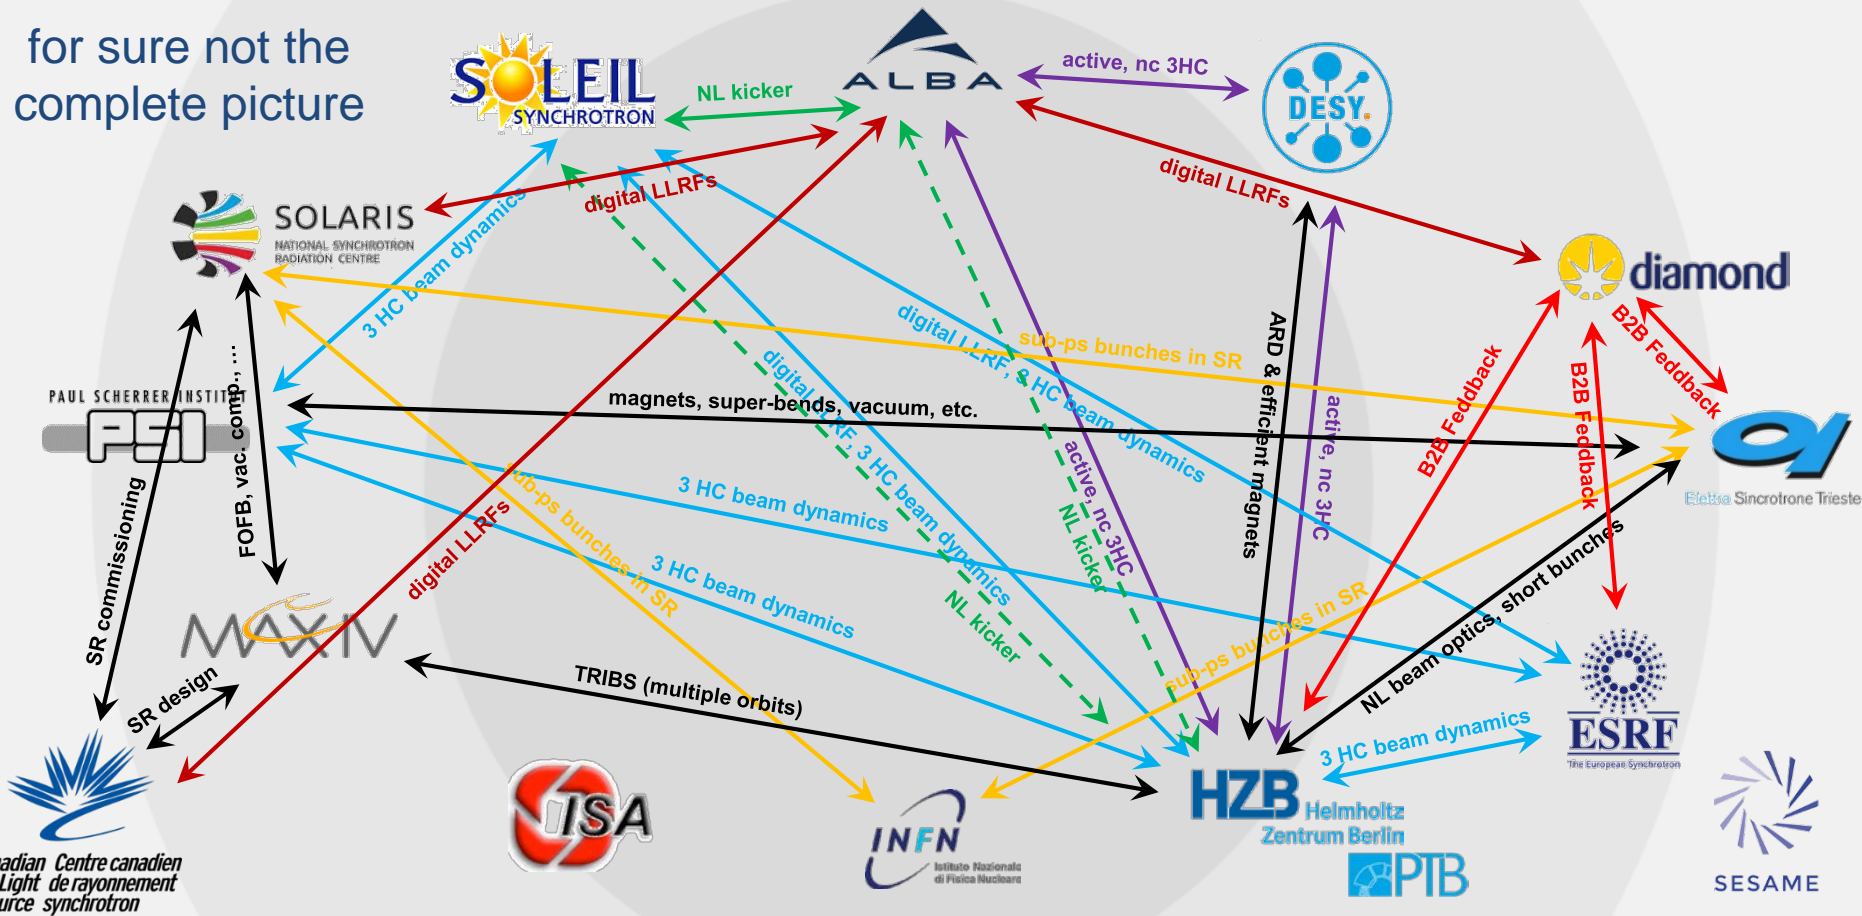 for sure not the
complete picture
SOLEIL
SYNCHROTRON
ALBA
DESY.
active, nc 3HC
NL kicker
digital LLRFs
digital LLRFs
SOLARIS
NATIONAL SYNCHROTRON
RADIATION CENTRE
3 HC beam dynamics
diamond
B2B Feddback
B2B Feddback
B2B Feddback
sub-ps bunches in SR
digital LLRF, 3 HC beam dynamics
ARD & efficient magnets
active, nc 3HC
PAUL SCHERRER INSTITUT
PSI
magnets, super-bends, vacuum, etc.
digital LLRF, 3 HC beam dynamics
active, nc 3HC
NL kicker
NL kicker
FOFB, vac. comp., …
SR commissioning
sub-ps bunches in SR
digital LLRFs
3 HC beam dynamics
3 HC beam dynamics
Elettra Sincrotrone Trieste
NL beam optics, short bunches
sub-ps bunches in SR
MAX IV
SR design
TRIBS (multiple orbits)
3 HC beam dynamics
ESRF
The European Synchrotron
adian Centre canadien
Light de rayonnement
urce synchrotron
ISA
INFN
Istituto Nazionale
di Fisica Nucleare
HZB Helmholtz
Zentrum Berlin
PTB
SESAME